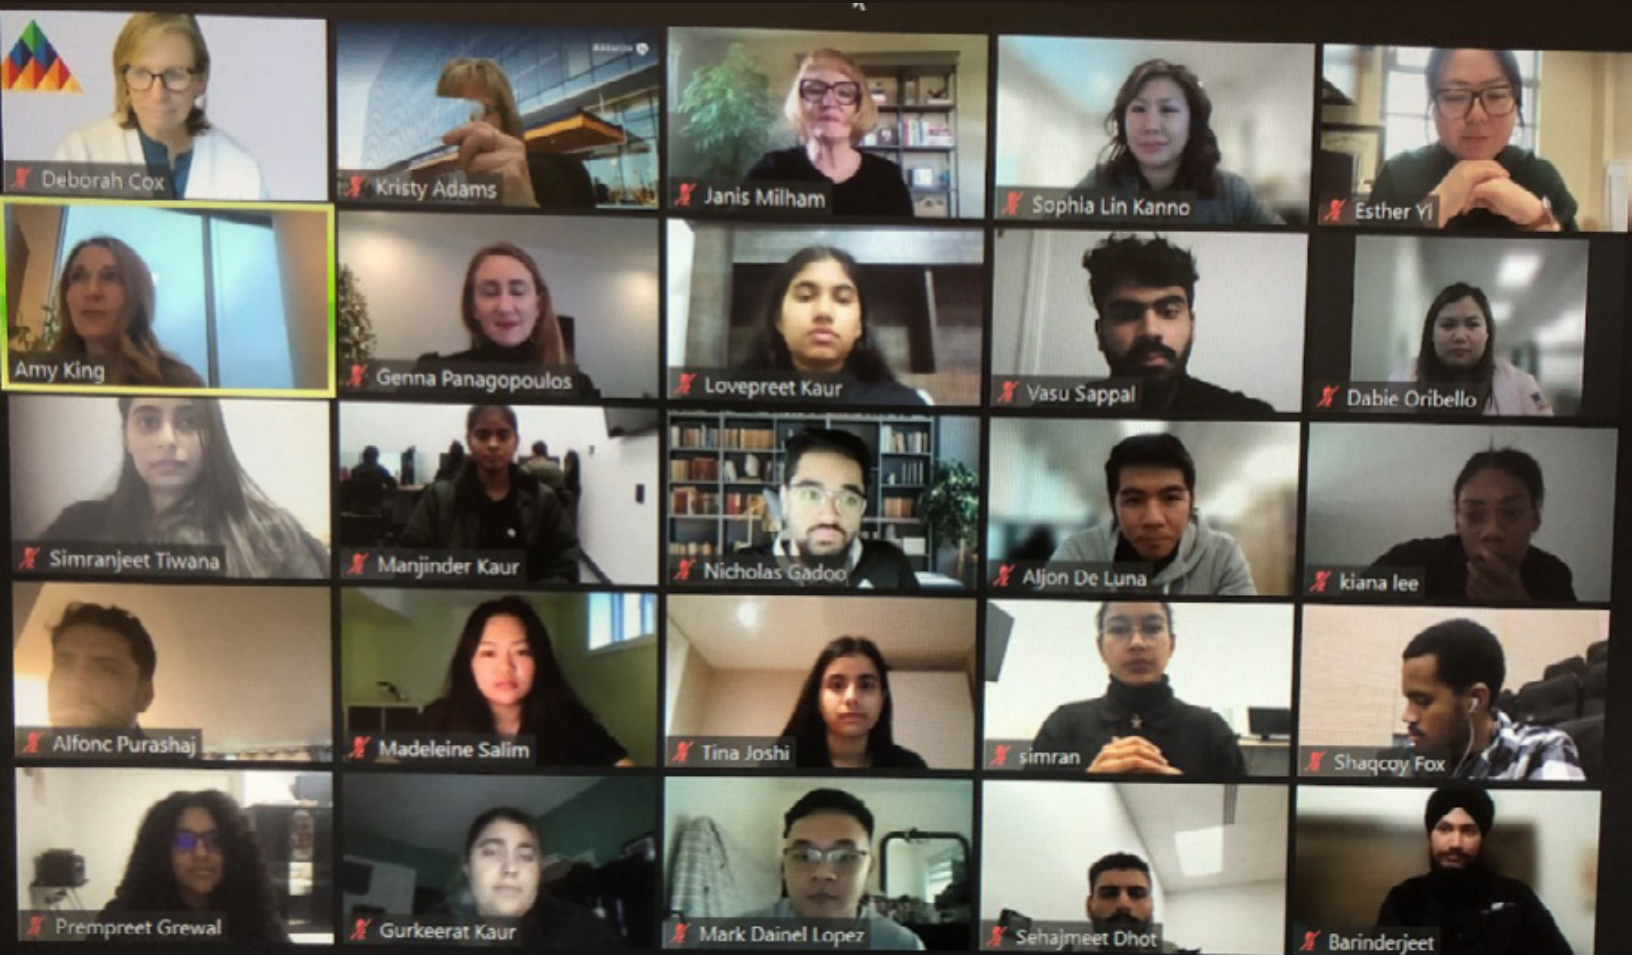 Deborah Cox
Kristy Adams
Janis Milham
Sophia Lin Kanno
Esther Yi
Amy King
Genna Panagopoulos
Lovepreet Kaur
Vasu Sappal
Dabie Oribello
Simranjeet Tiwana
Manjinder Kaur
Nicholas Gadoo
Aljon De Luna
kiana lee
Alfonc Purashaj
Madeleine Salim
Tina Joshi
simran
Shaqcoy Fox
Prempreet Grewal
Gurkeerat Kaur
Mark Dainel Lopez
Sehajmeet Dhot
Barinderjeet